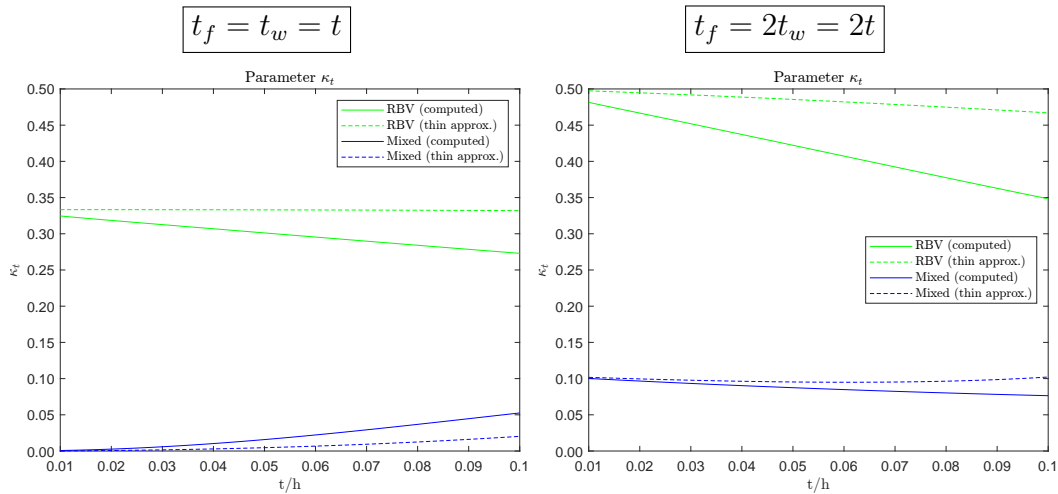 t_f = t_w = t
Parameter κ_t
RBV (computed)
RBV (thin approx.)
Mixed (computed)
Mixed (thin approx.)
0.50
0.45
0.40
0.35
0.30
0.25
0.20
0.15
0.10
0.05
0.00
κ_t
0.01
0.02
0.03
0.04
0.05
0.06
0.07
0.08
0.09
0.1
t/h
t_f = 2t_w = 2t
Parameter κ_t
RBV (computed)
RBV (thin approx.)
Mixed (computed)
Mixed (thin approx.)
0.50
0.45
0.40
0.35
0.30
0.25
0.20
0.15
0.10
0.05
0.00
κ_t
0.01
0.02
0.03
0.04
0.05
0.06
0.07
0.08
0.09
0.1
t/h